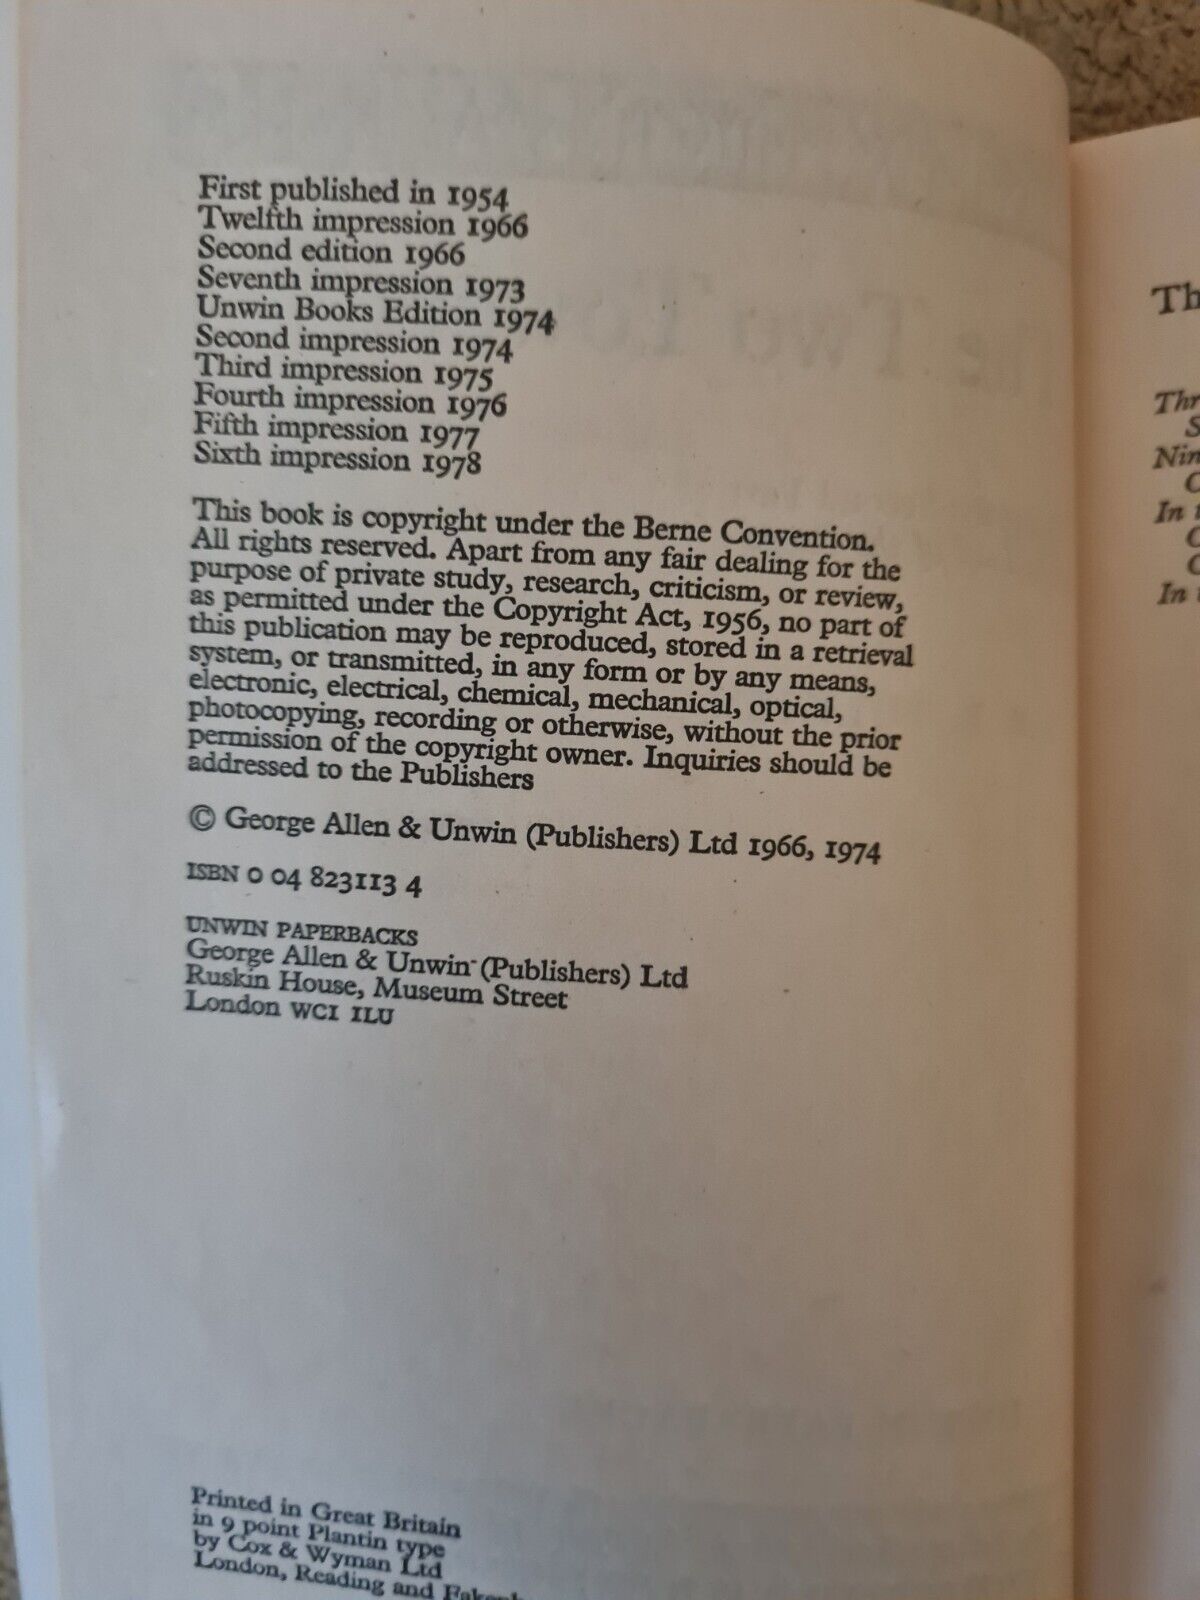 First published in 1954
Twelfth impression 1966
Second edition 1966
Seventh impression 1973
Unwin Books Edition 1974
Second impression 1974
Third impression 1975
Fourth impression 1976
Fifth impression 1977
Sixth impression 1978
This book is copyright under the Berne Convention.
All rights reserved. Apart from any fair dealing for the
purpose of private study, research, criticism, or review,
as permitted under the Copyright Act, 1956, no part of
this publication may be reproduced, stored in a retrieval
system, or transmitted, in any form or by any means,
electronic, electrical, chemical, mechanical, optical,
photocopying, recording or otherwise, without the prior
permission of the copyright owner. Inquiries should be
addressed to the Publishers
© George Allen & Unwin (Publishers) Ltd 1966, 1974
ISBN 0 04 823113 4
UNWIN PAPERBACKS
George Allen & Unwin (Publishers) Ltd
Ruskin House, Museum Street
London WC1 1LU
Printed in Great Britain
in 9 point Plantin type
by Cox & Wyman Ltd
London, Reading and
Th
Thr
S
Nin
In
In